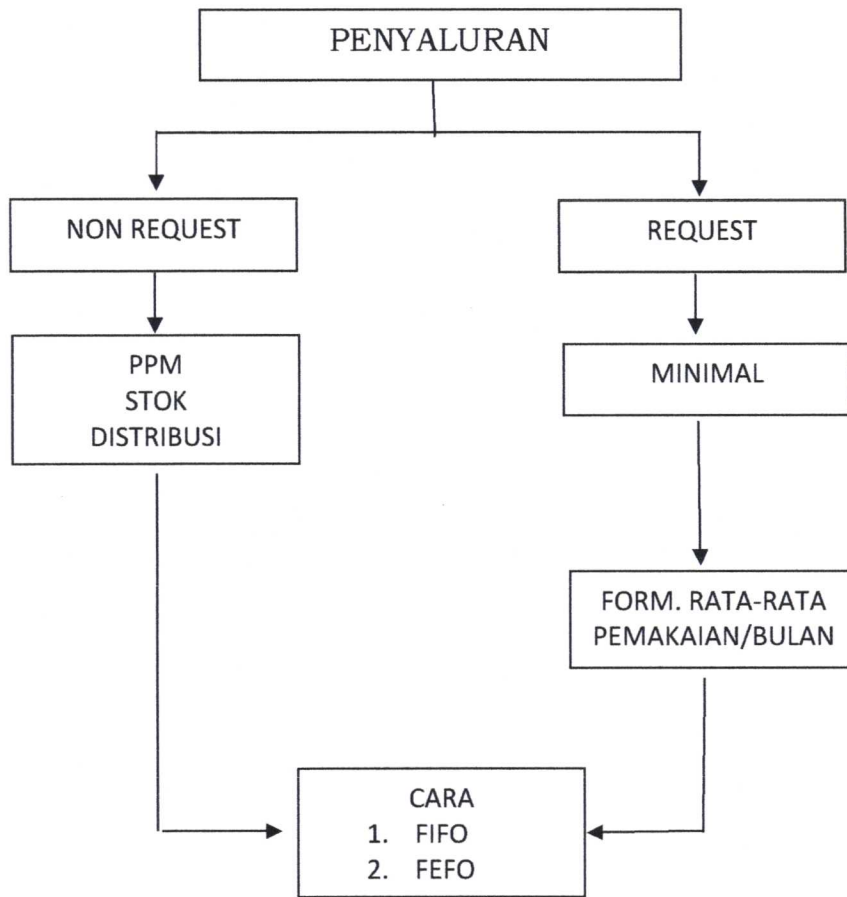 PENYALURAN
NON REQUEST
REQUEST
PPM
STOK
DISTRIBUSI
MINIMAL
FORM. RATA-RATA
PEMAKAIAN/BULAN
CARA
1. FIFO
2. FEFO